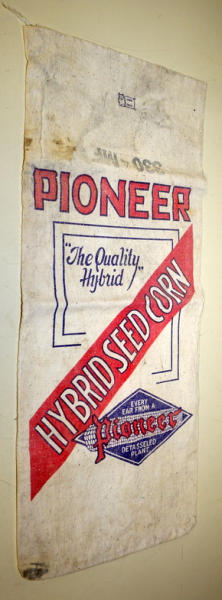 PIONEER
"The Quality
Hybrid"
HYBRID SEED CORN
EVERY
EAR FROM A
Pioneer
DETASSELED
PLANT